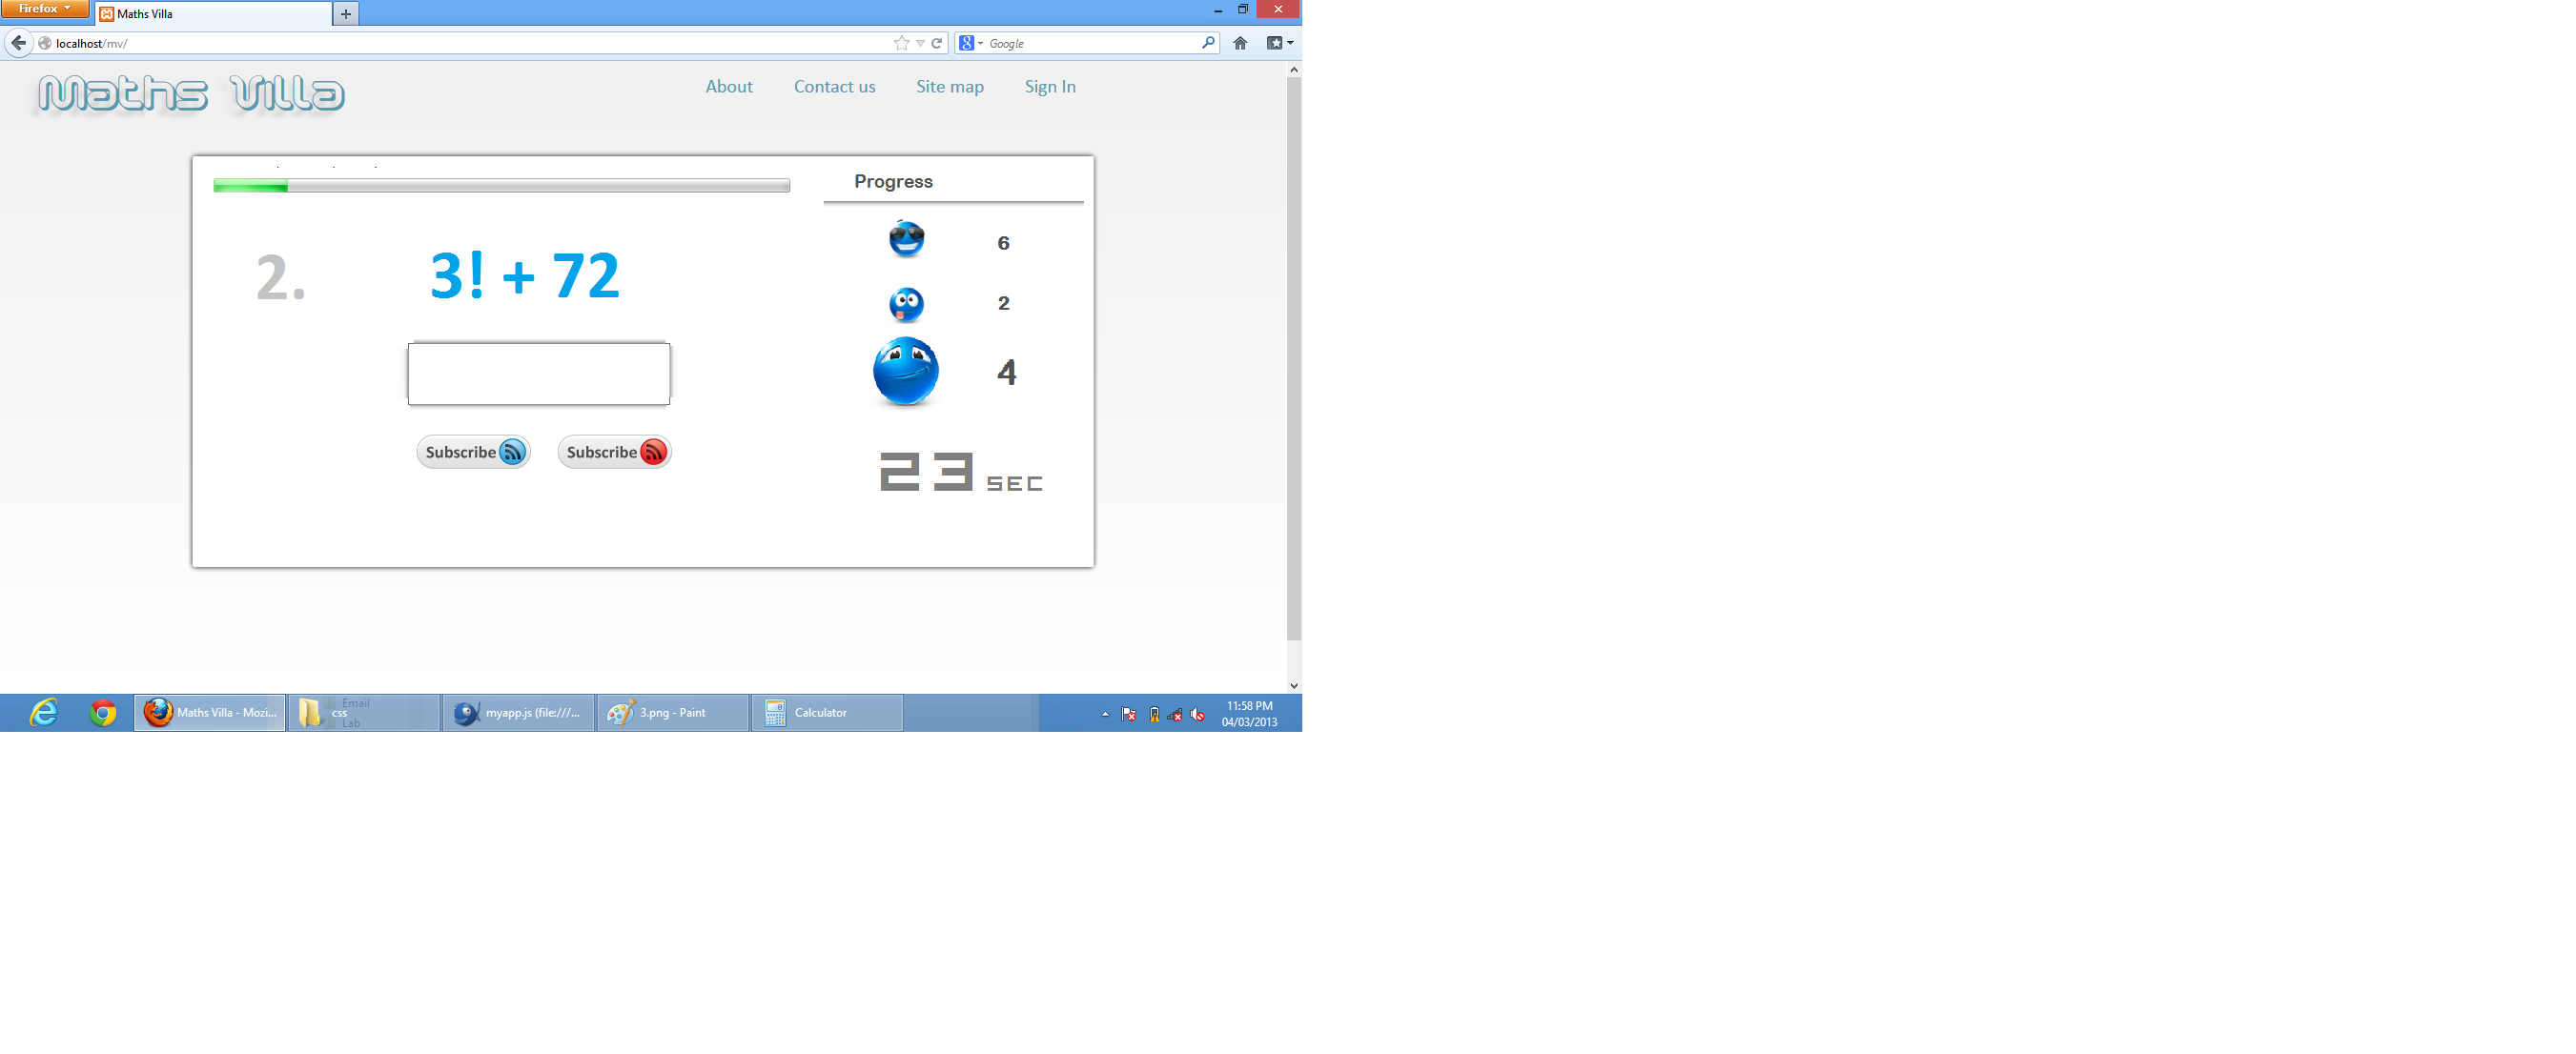 Firefox
Maths Villa
localhost/mv/
Google
Maths Villa
About
Contact us
Site map
Sign In
Progress
6
2. 3! + 72
2
4
Subscribe
Subscribe
23 SEC
Maths Villa - Mozi...
Email
css
Lab
myapp.js (file:///...
3.png - Paint
Calculator
11:58 PM
04/03/2013